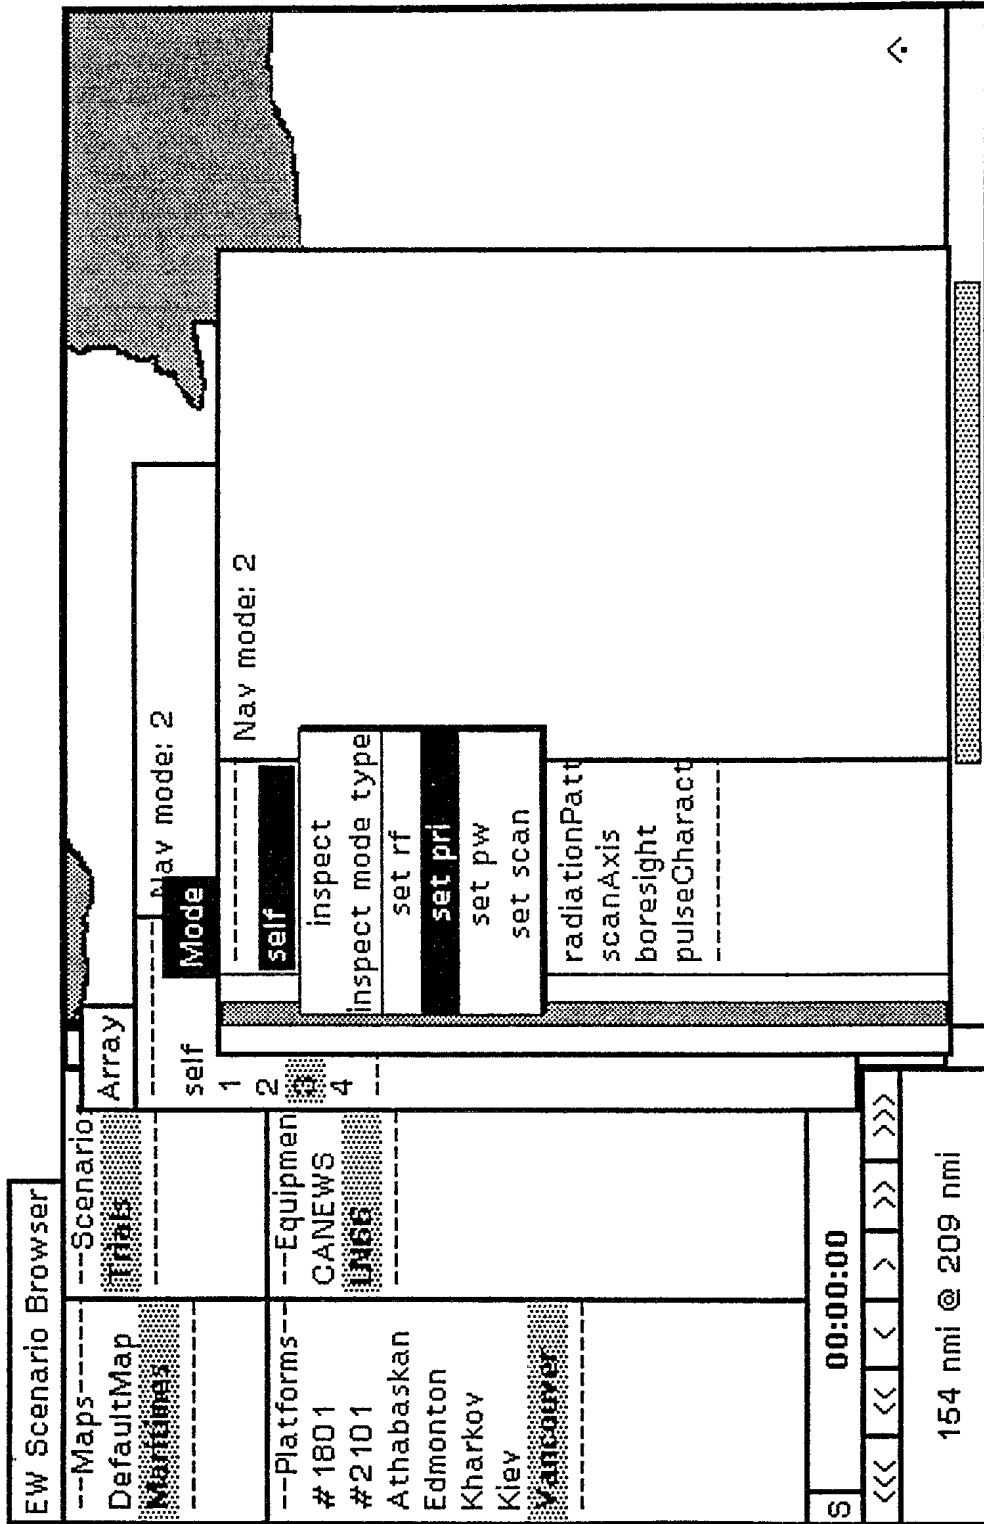 EW Scenario Browser
--Maps------
DefaultMap
Maritimes
--Scenario
Trials
--Platforms--
#1801
#2101
Athabaskan
Edmonton
Kharkov
Kiev
Vancouver
--Equipmen
CANEWS
LN66
S
00:00:00
<<< << < > >> >>>
154 nmi @ 209 nmi
Array
self
1
2
3
4
Nav mode: 2
Mode
self
Nav mode: 2
inspect
inspect mode type
set rf
set pri
set pw
set scan
radiationPatt
scanAxis
boresight
pulseCharact